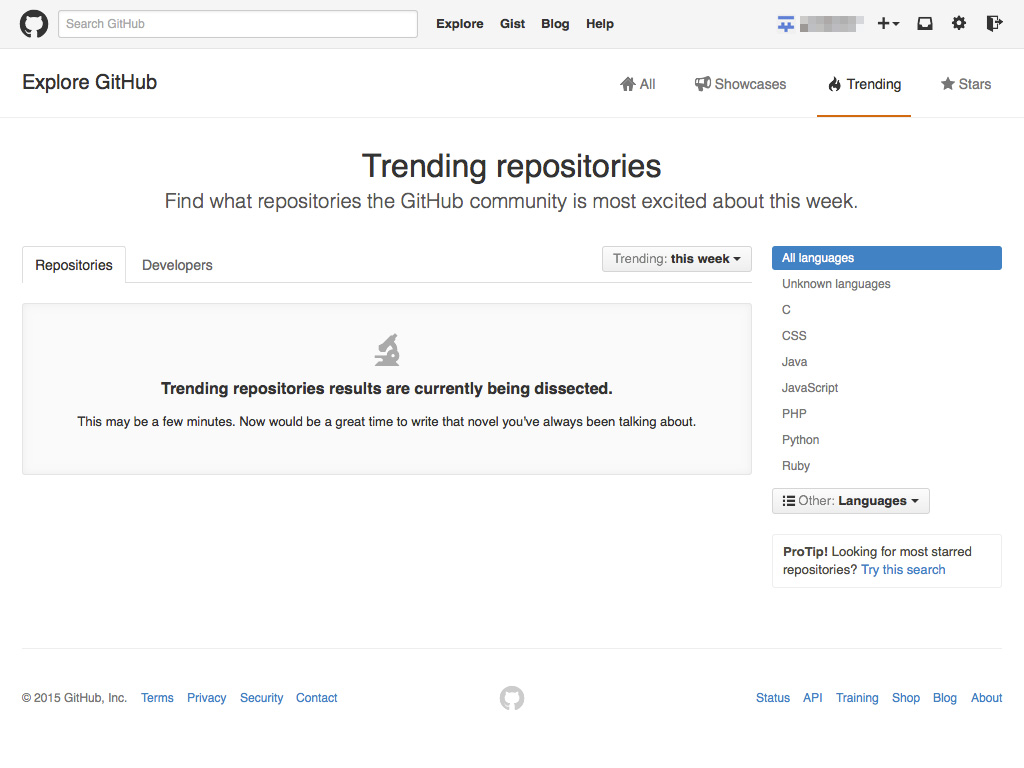 Search GitHub
Explore Gist Blog Help
Explore GitHub
All Showcases Trending Stars
Trending repositories
Find what repositories the GitHub community is most excited about this week.
Repositories Developers
Trending: this week
Trending repositories results are currently being dissected.
This may be a few minutes. Now would be a great time to write that novel you've always been talking about.
All languages
Unknown languages
C
CSS
Java
JavaScript
PHP
Python
Ruby
Other: Languages
ProTip! Looking for most starred
repositories? Try this search
© 2015 GitHub, Inc. Terms Privacy Security Contact
Status API Training Shop Blog About